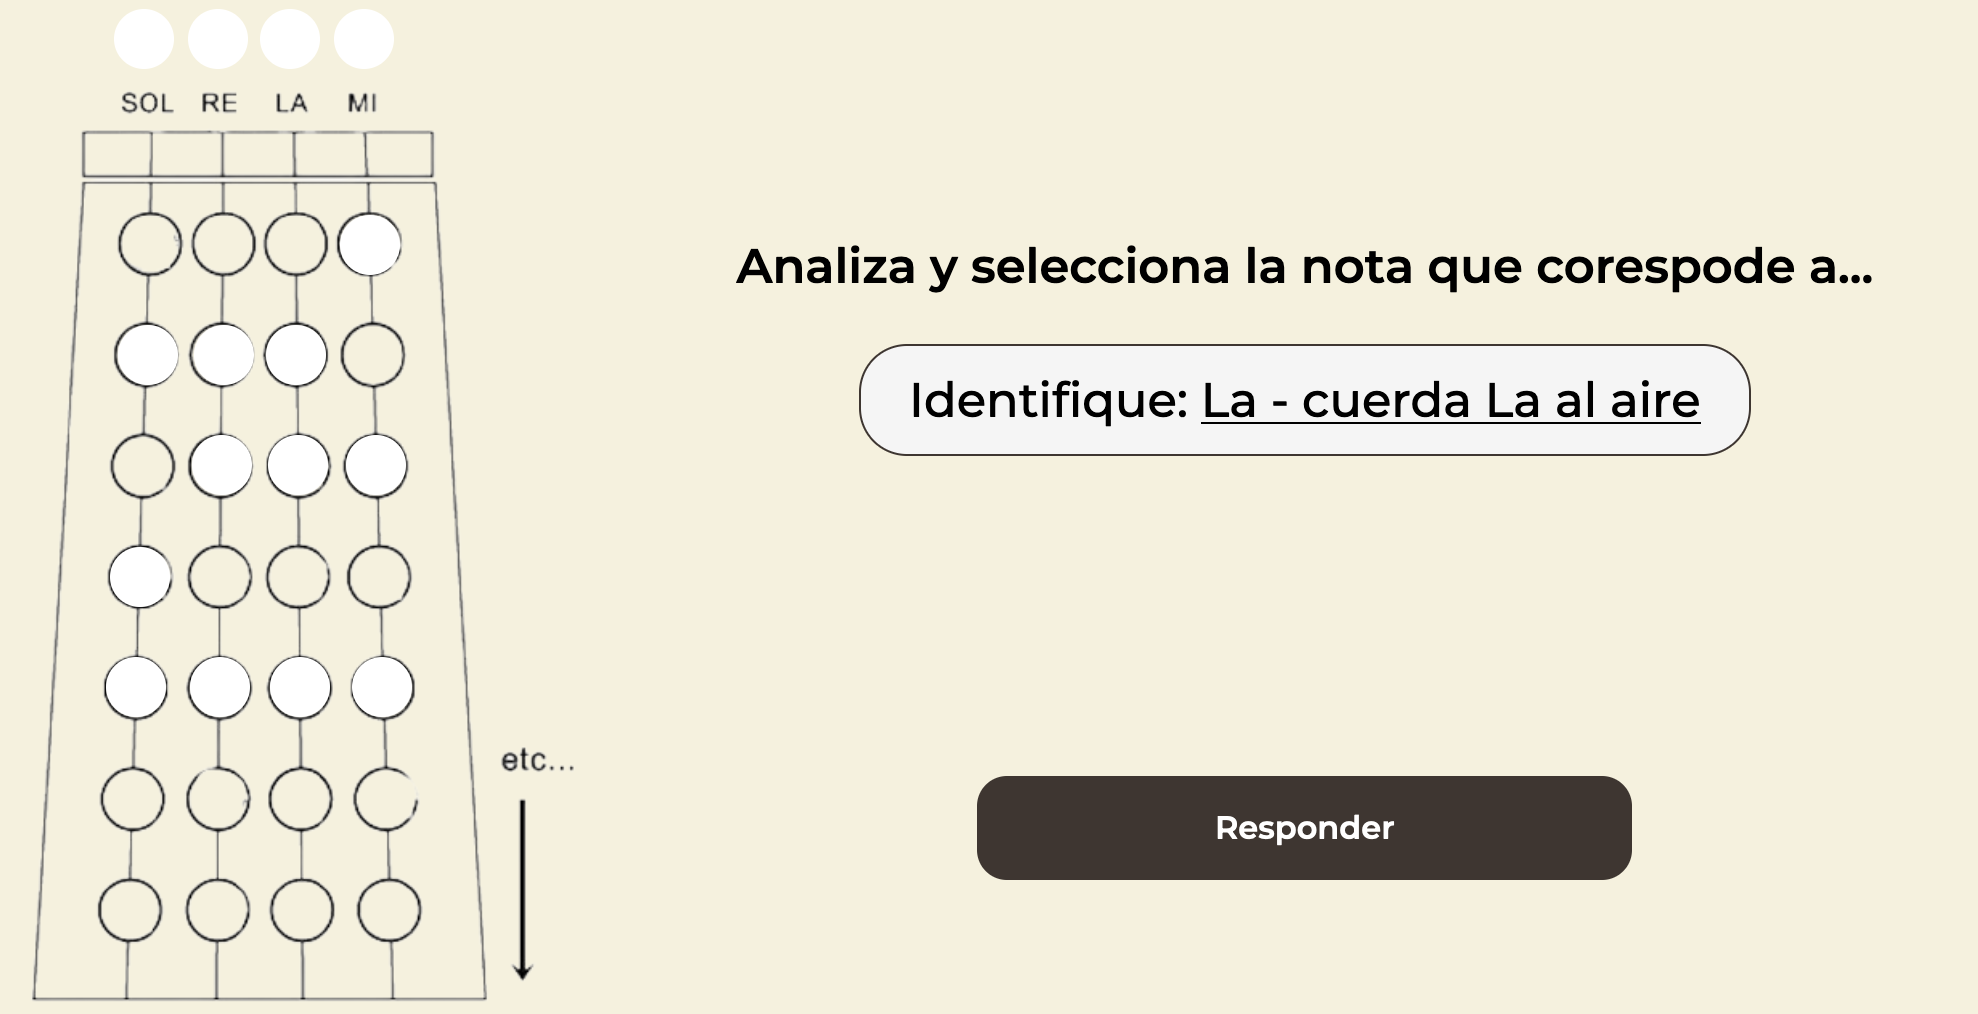 SOL RE LA MI
Analiza y selecciona la nota que corespode a...
Identifique: La - cuerda La al aire
etc...
Responder